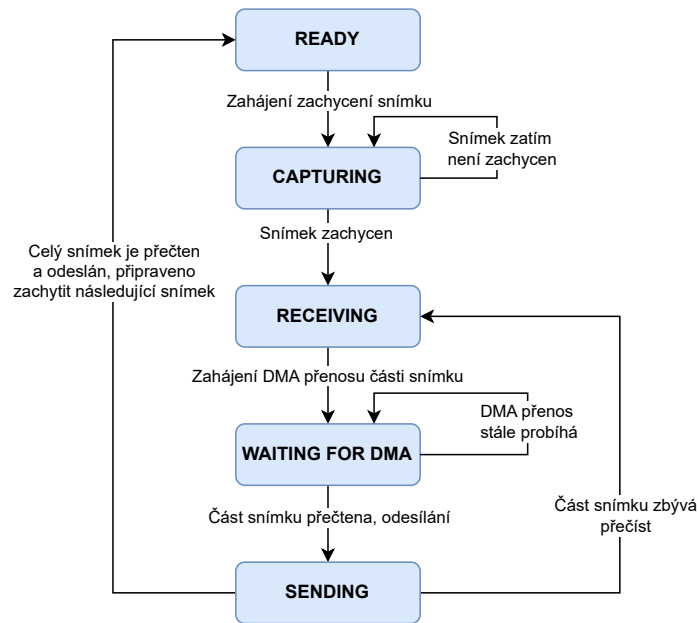 READY
Zahájení zachycení snímku
Snímek zatím
není zachycen
CAPTURING
Celý snímek je přečten
a odeslán, připraveno
zachytit následující snímek
Snímek zachycen
RECEIVING
Zahájení DMA přenosu části snímku
DMA přenos
stále probíhá
WAITING FOR DMA
Část snímku zbývá
přečíst
Část snímku přečtena, odesílání
SENDING